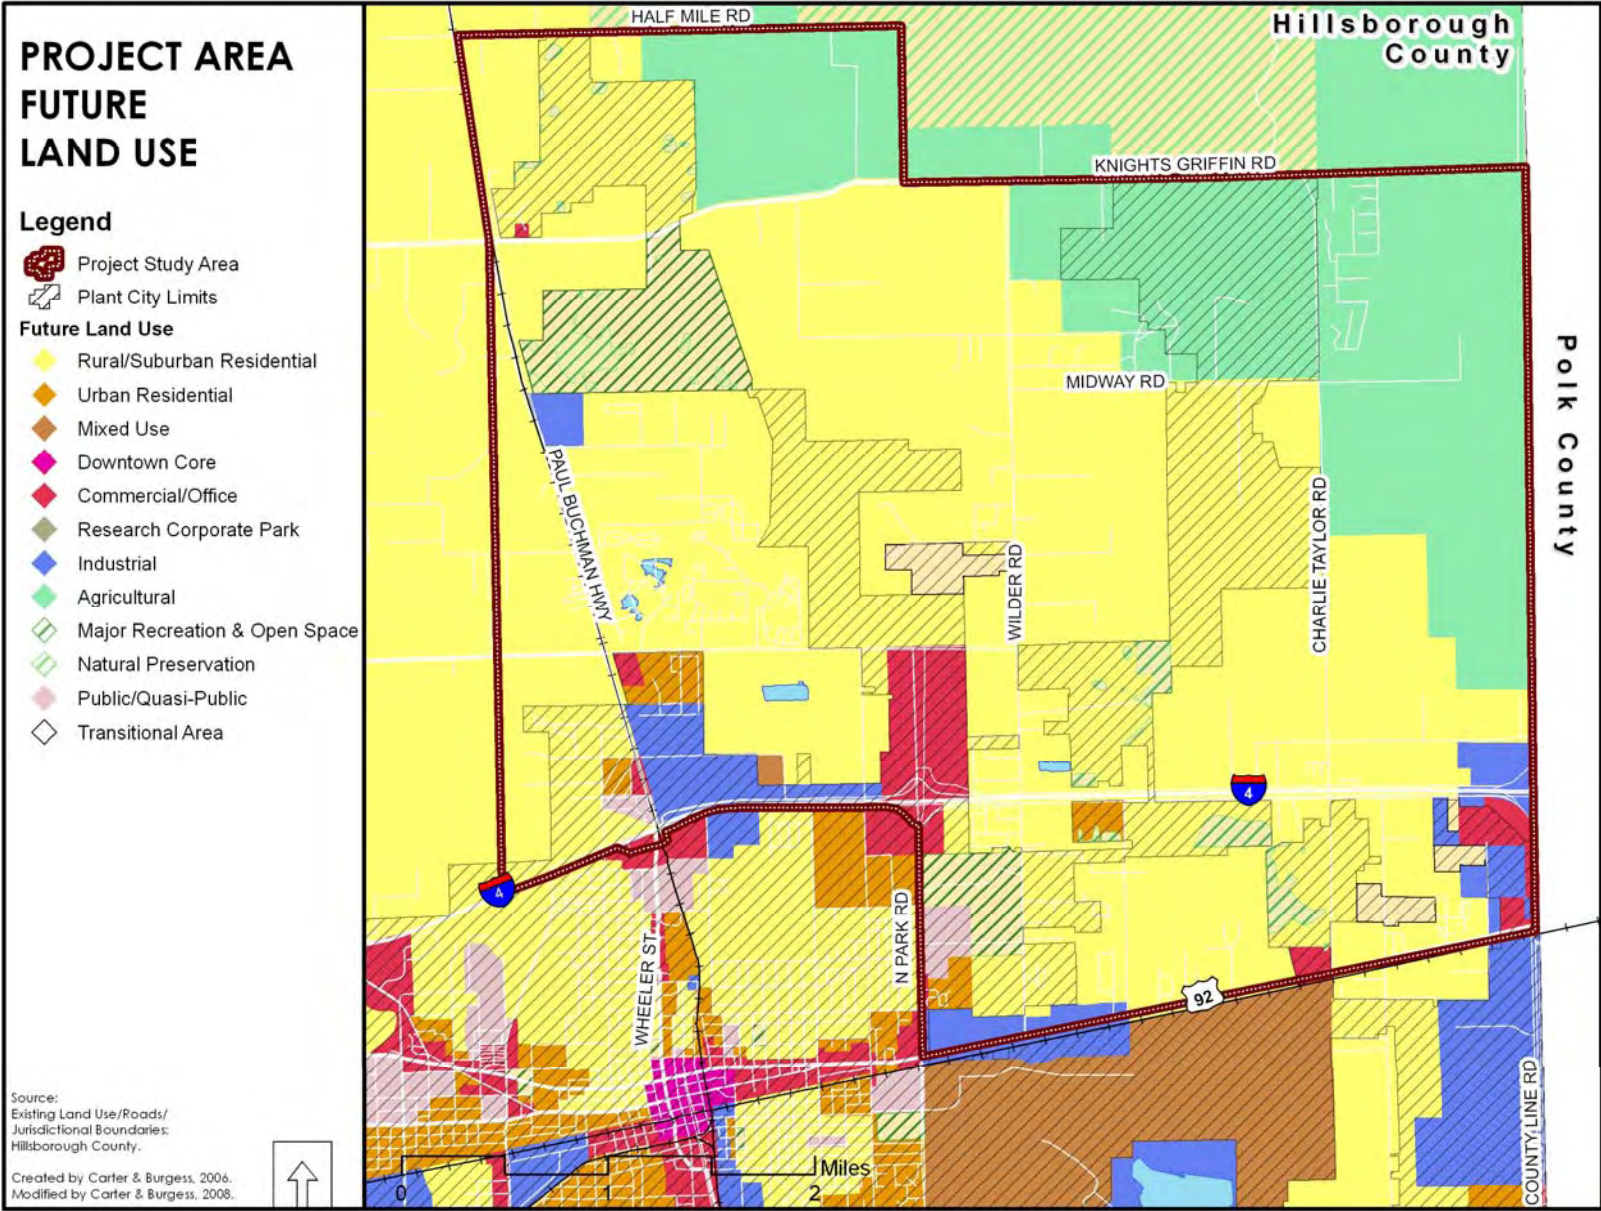 PROJECT AREA
FUTURE
LAND USE
Legend
Project Study Area
Plant City Limits
Future Land Use
Rural/Suburban Residential
Urban Residential
Mixed Use
Downtown Core
Commercial/Office
Research Corporate Park
Industrial
Agricultural
Major Recreation & Open Space
Natural Preservation
Public/Quasi-Public
Transitional Area
Source:
Existing Land Use/Roads/
Jurisdictional Boundaries:
Hillsborough County.
Created by Carter & Burgess, 2006.
Modified by Carter & Burgess, 2008.
HALF MILE RD
Hillsborough
County
KNIGHTS GRIFFIN RD
Polk County
MIDWAY RD
PAUL BUCHMAN HWY
CHARLIE TAYLOR RD
WILDER RD
4
4
N PARK RD
WHEELER ST
92
COUNTY LINE RD
Miles
0 1 2